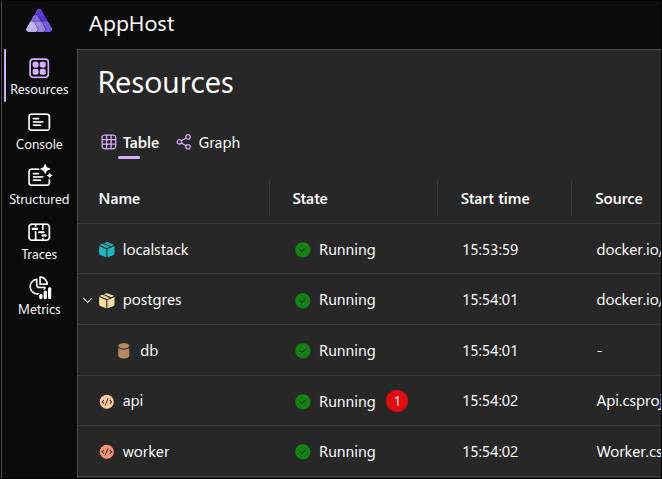 AppHost
Resources
Console
Structured
Traces
Metrics
Resources
Table Graph
Name State Start time Source
localstack Running 15:53:59 docker.io/
postgres Running 15:54:01 docker.io/
db Running 15:54:01 -
api Running 1 15:54:02 Api.csproj
worker Running 15:54:02 Worker.cs